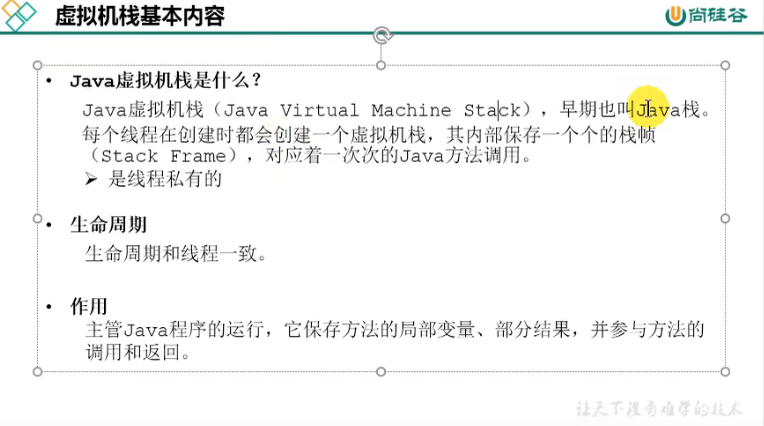 虚拟机栈基本内容
尚硅谷
• Java虚拟机栈是什么？
Java虚拟机栈（Java Virtual Machine Stack），早期也叫Java栈。
每个线程在创建时都会创建一个虚拟机栈，其内部保存一个个的栈帧
（Stack Frame），对应着一次次的Java方法调用。
➢ 是线程私有的
• 生命周期
生命周期和线程一致。
• 作用
主管Java程序的运行，它保存方法的局部变量、部分结果，并参与方法的
调用和返回。
让天下没有难学的技术